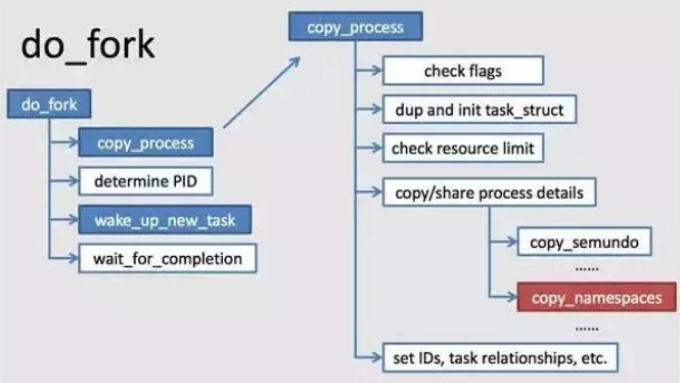 do_fork
do_fork
copy_process
determine PID
wake_up_new_task
wait_for_completion
copy_process
check flags
dup and init task_struct
check resource limit
copy/share process details
copy_semundo
......
copy_namespaces
......
set IDs, task relationships, etc.